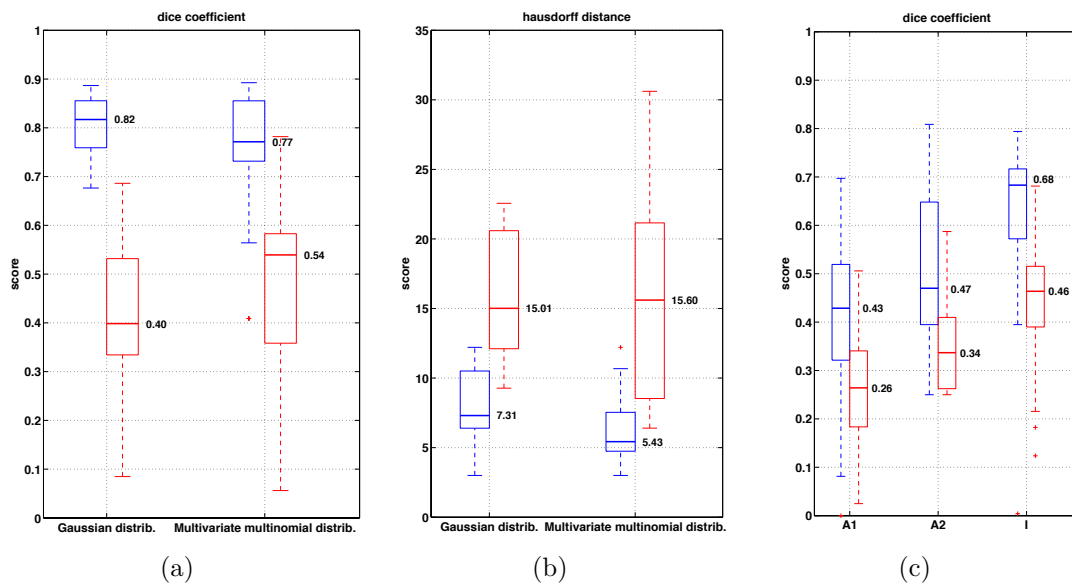 dice coefficient
1
0.9
0.8
0.7
0.6
0.5
0.4
0.3
0.2
0.1
0
score
0.82
0.40
0.77
0.54
Gaussian distrib.
Multivariate multinomial distrib.
(a)
hausdorff distance
35
30
25
20
15
10
5
0
score
7.31
15.01
5.43
15.60
Gaussian distrib.
Multivariate multinomial distrib.
(b)
dice coefficient
1
0.9
0.8
0.7
0.6
0.5
0.4
0.3
0.2
0.1
0
score
0.43
0.26
0.47
0.34
0.68
0.46
A1
A2
I
(c)